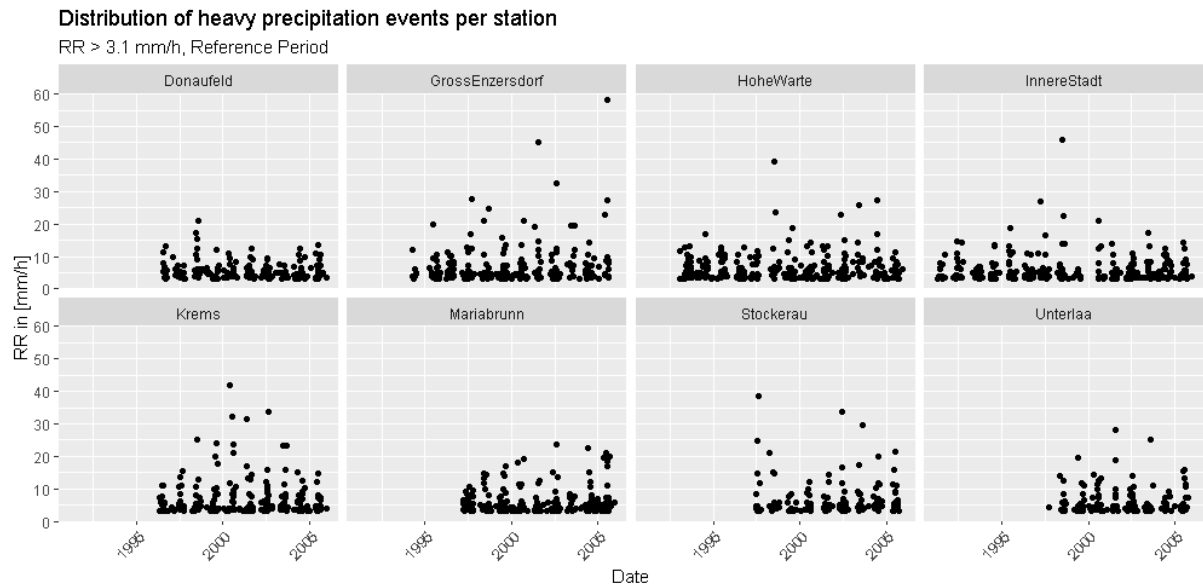 Distribution of heavy precipitation events per station
RR > 3.1 mm/h, Reference Period
Donaufeld GrossEnzersdorf HoheWarte InnereStadt
60
50
40
30
20
10
0
Krems Mariabrunn Stockerau Unterlaa
60
50
40
30
20
10
0
RR in [mm/h]
1995 2000 2005 1995 2000 2005 1995 2000 2005 1995 2000 2005
Date